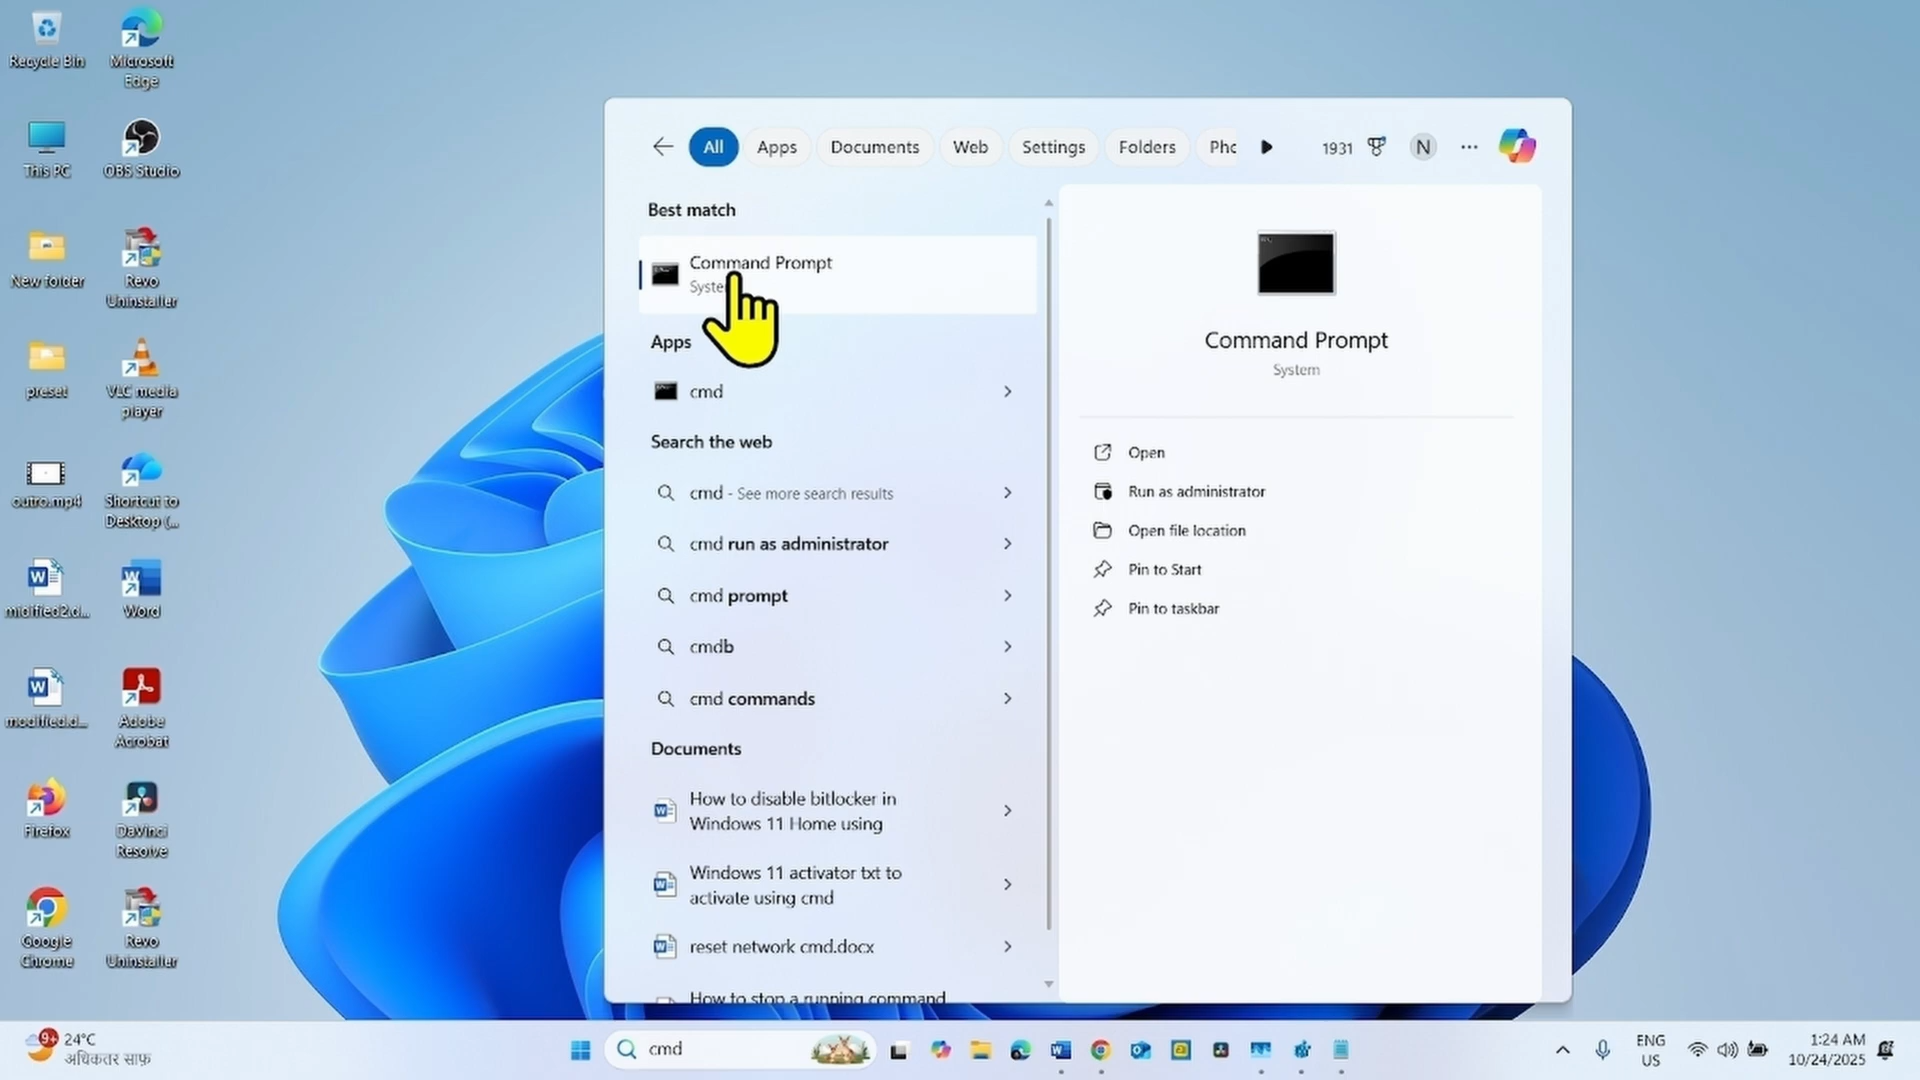 Recycle Bin
Microsoft
Edge
This PC
OBS Studio
New folder
Revo
Uninstaller
preset
VLC media
player
outro.mp4
Shortcut to
Desktop (...
midified2.d...
Word
modified.d...
Adobe
Acrobat
Firefox
DaVinci
Resolve
Google
Chrome
Revo
Uninstaller
All
Apps
Documents
Web
Settings
Folders
Pho
1931
N
Best match
Command Prompt
System
Apps
cmd
Search the web
cmd - See more search results
cmd run as administrator
cmd prompt
cmdb
cmd commands
Documents
How to disable bitlocker in
Windows 11 Home using
Windows 11 activator txt to
activate using cmd
reset network cmd.docx
How to stop a running command
Command Prompt
System
Open
Run as administrator
Open file location
Pin to Start
Pin to taskbar
9+
24°C
अधिकतर साफ़
cmd
ENG
US
1:24 AM
10/24/2025